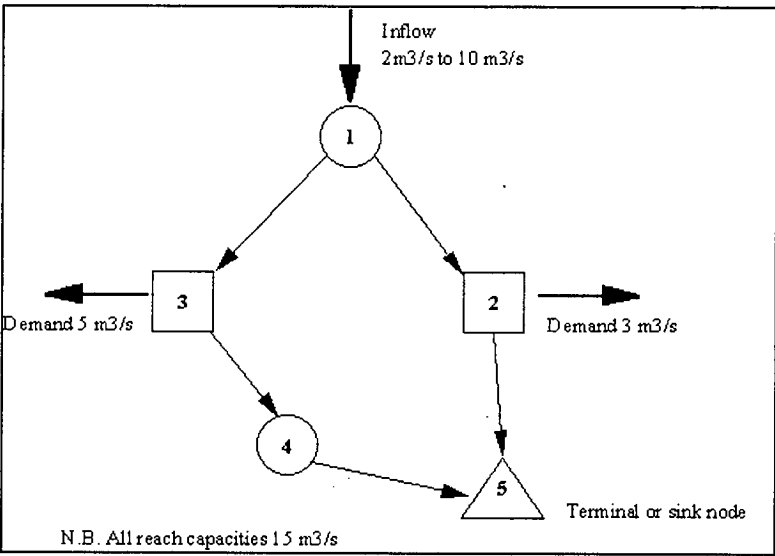 Inflow
2m3/s to 10 m3/s
1
3
2
Demand 5 m3/s
Demand 3 m3/s
4
5
Terminal or sink node
N.B. All reach capacities 15 m3/s